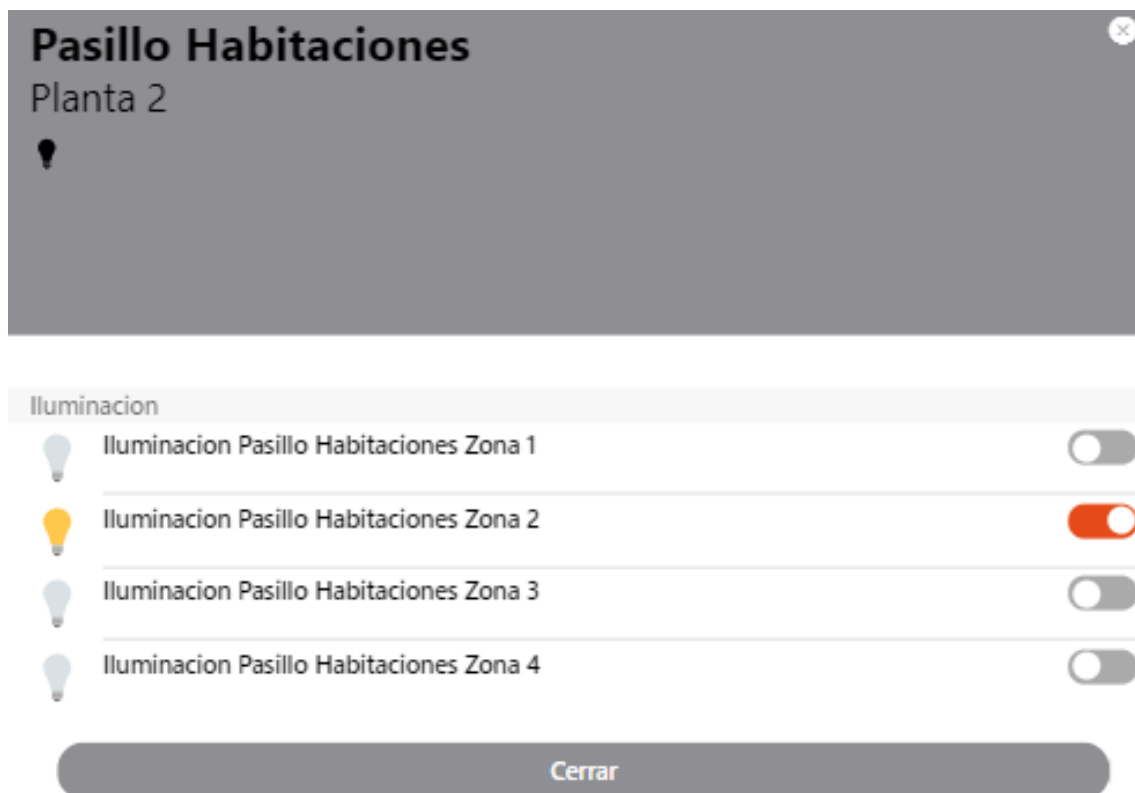 Pasillo Habitaciones
Planta 2
Iluminacion
Iluminacion Pasillo Habitaciones Zona 1
Iluminacion Pasillo Habitaciones Zona 2
Iluminacion Pasillo Habitaciones Zona 3
Iluminacion Pasillo Habitaciones Zona 4
Cerrar